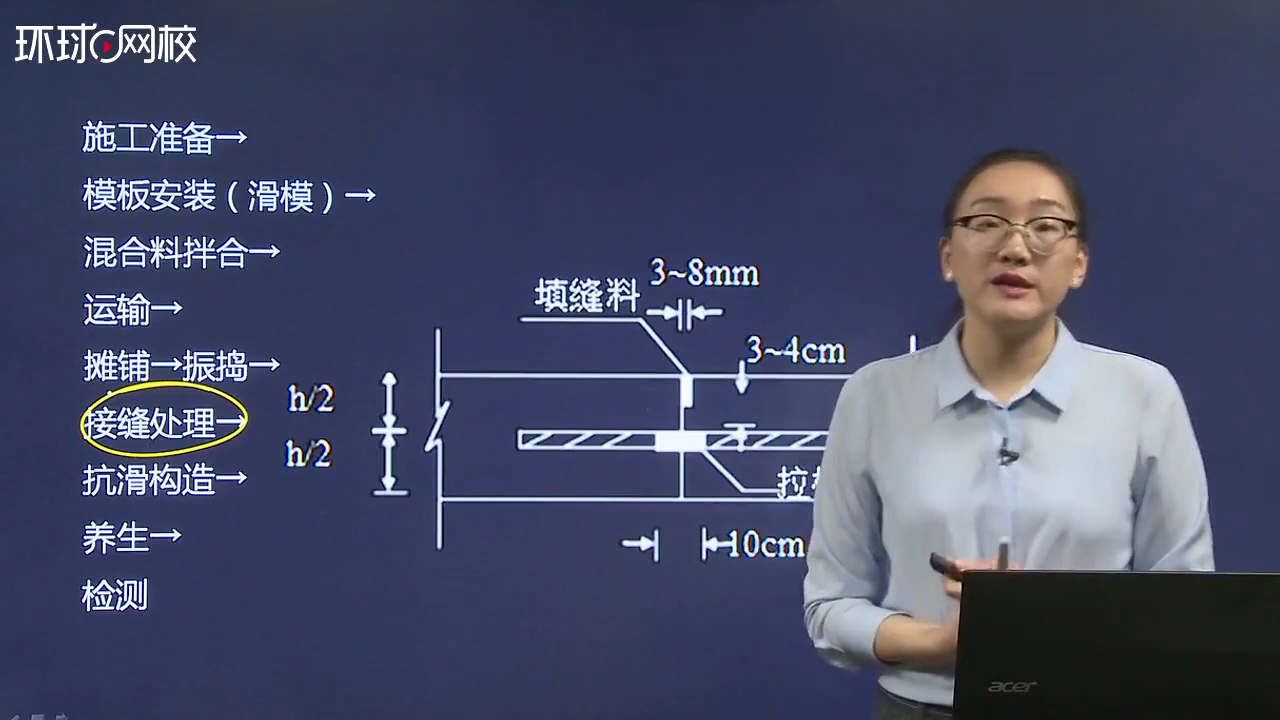 环球网校
施工准备→
模板安装（滑模）→
混合料拌合→
运输→
摊铺→振捣→
接缝处理→
抗滑构造→
养生→
检测
填缝料
3~8mm
3~4cm
h/2
h/2
拉
10cm
acer